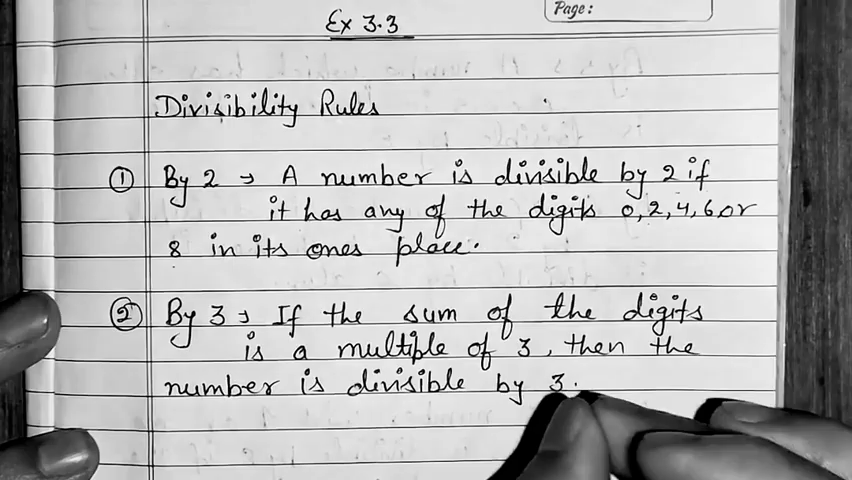 Page:
Ex 3.3
Divisibility Rules
① By 2 → A number is divisible by 2 if
it has any of the digits 0, 2, 4, 6, or
8 in its ones place.
② By 3 → If the sum of the digits
is a multiple of 3, then the
number is divisible by 3.